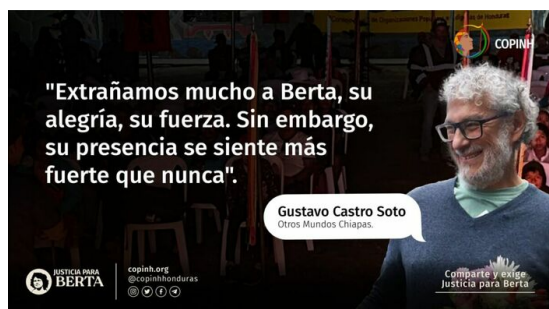 COPINH
"Extrañamos mucho a Berta, su
alegría, su fuerza. Sin embargo,
su presencia se siente más
fuerte que nunca".
Gustavo Castro Soto
Otros Mundos Chiapas.
JUSTICIA PARA
BERTA
copinh.org
@copinhhonduras
Comparte y exige
Justicia para Berta